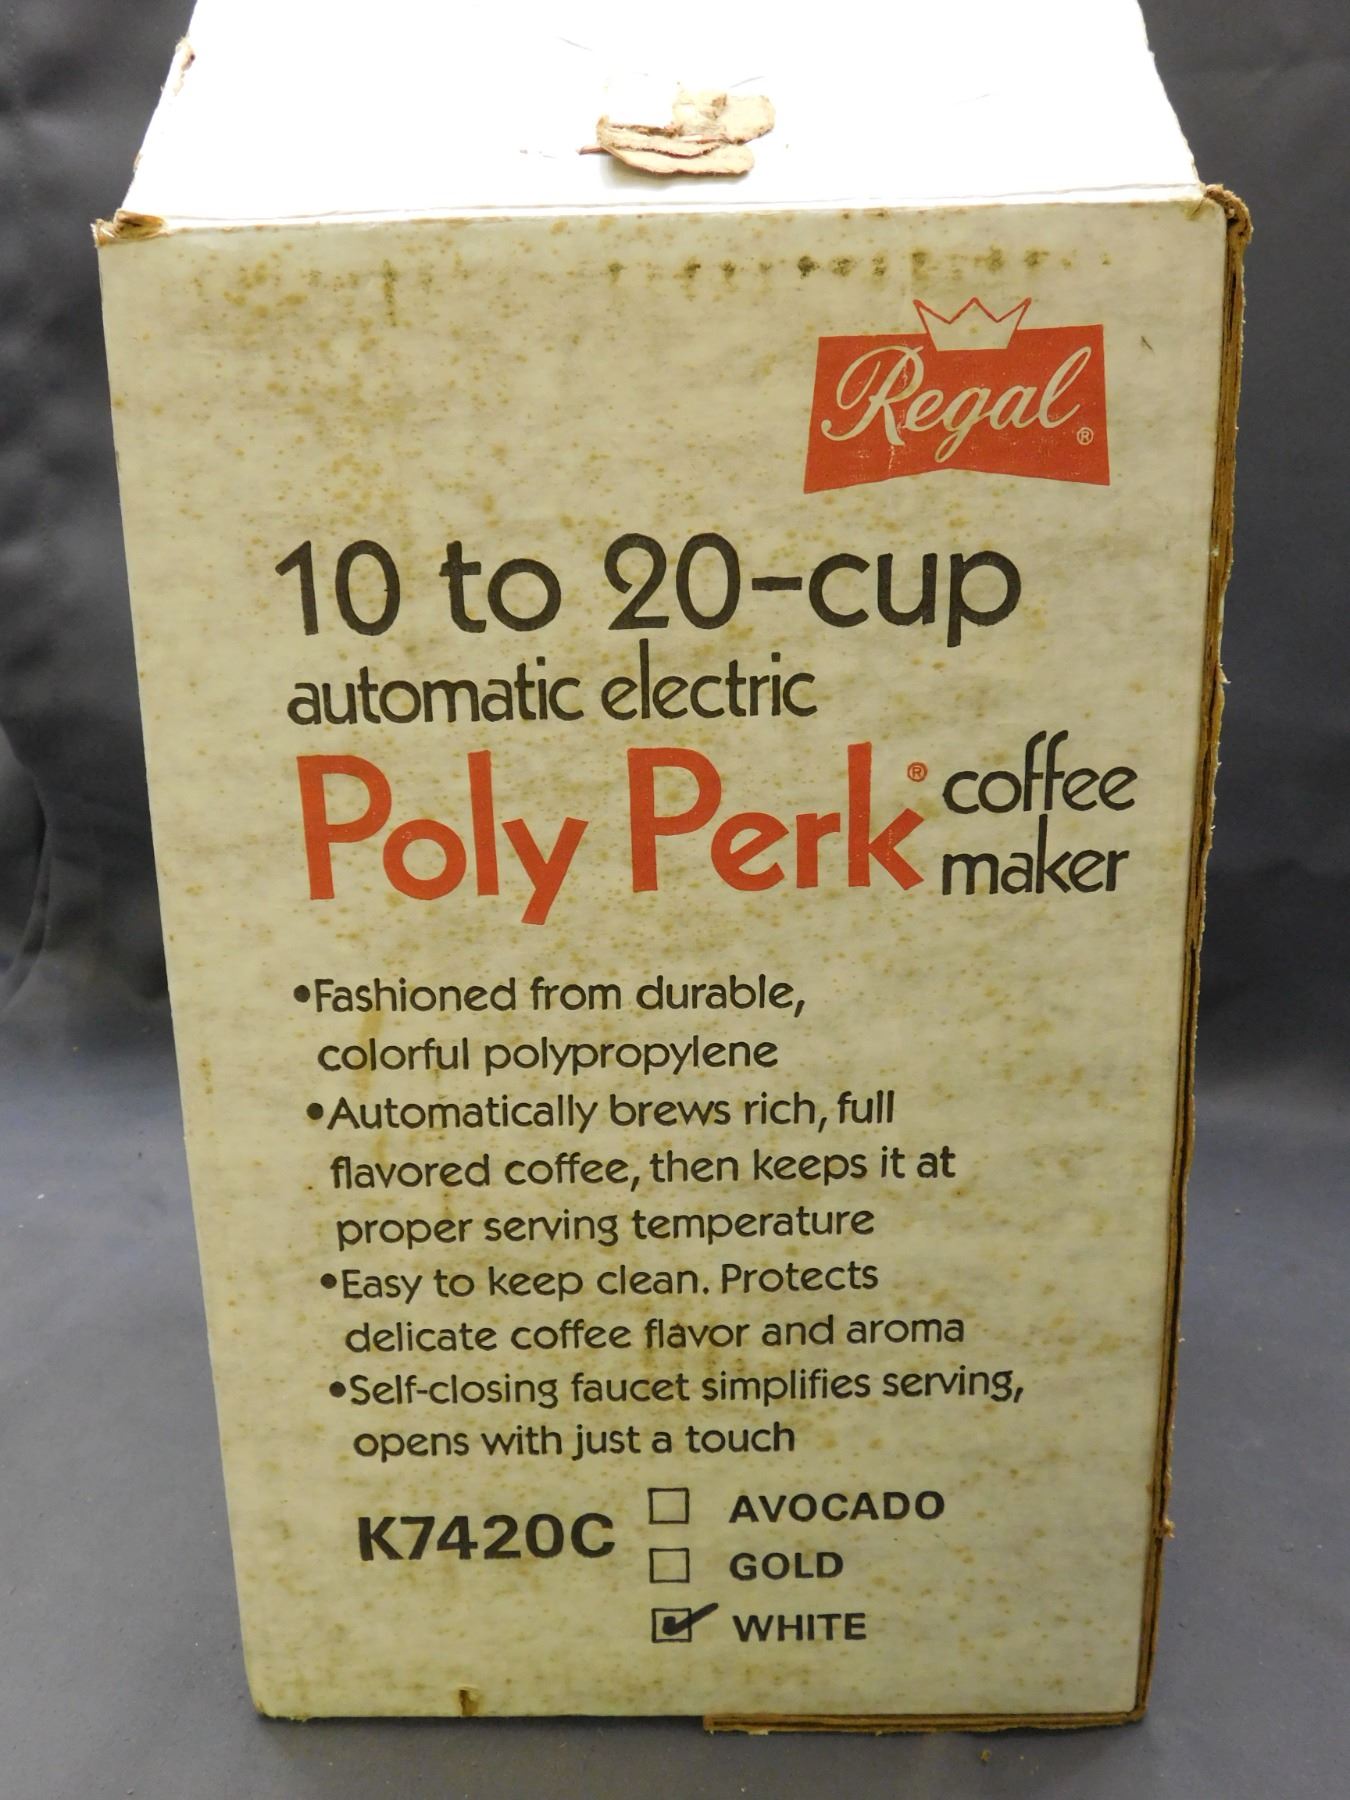 Regal®
10 to 20-cup
automatic electric
Poly Perk® coffee
maker
•Fashioned from durable,
colorful polypropylene
•Automatically brews rich, full
flavored coffee, then keeps it at
proper serving temperature
•Easy to keep clean. Protects
delicate coffee flavor and aroma
•Self-closing faucet simplifies serving,
opens with just a touch
K7420C
AVOCADO
GOLD
WHITE